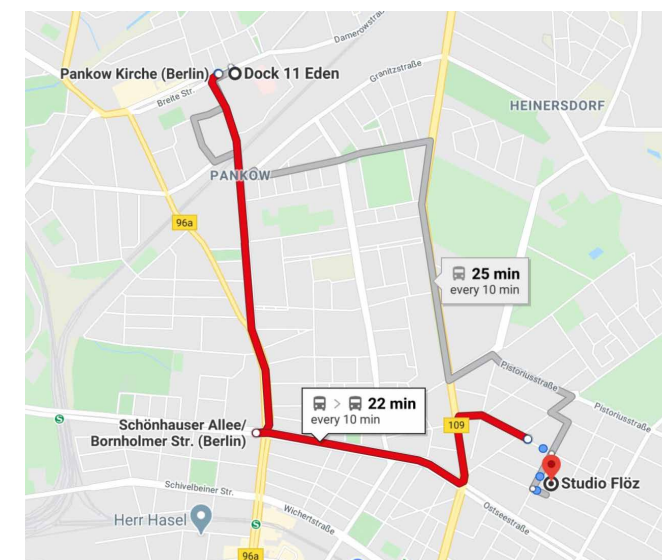 Damerowstraße
Pankow Kirche (Berlin)
Dock 11 Eden
Granitzstraße
Breite Str.
HEINERSDORF
PANKOW
96a
25 min
every 10 min
Pistoriusstraße
> 22 min
every 10 min
Pistoriusstraße
Schönhauser Allee/
Bornholmer Str. (Berlin)
109
S
Studio Flöz
Schivelbeiner Str.
Ostseestraße
Herr Hasel
Wichertstraße
S
96a